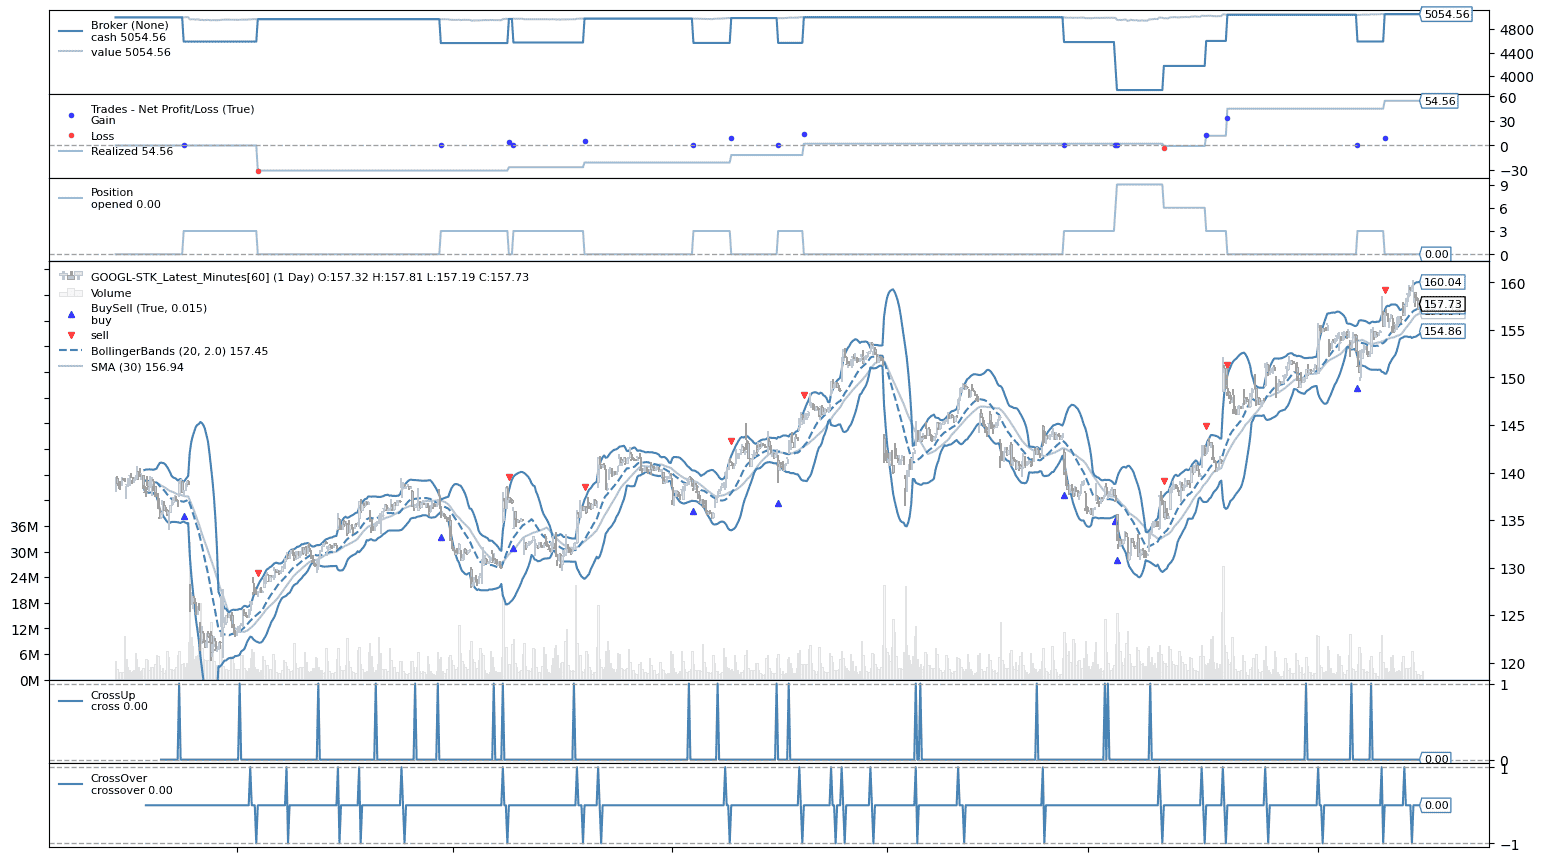 Broker (None)
cash 5054.56
value 5054.56
5054.56
4800
4400
4000
Trades - Net Profit/Loss (True)
Gain
Loss
Realized 54.56
60
54.56
30
0
−30
Position
opened 0.00
9
6
3
0
0.00
GOOGL-STK_Latest_Minutes[60] (1 Day) O:157.32 H:157.81 L:157.19 C:157.73
Volume
BuySell (True, 0.015)
buy
sell
BollingerBands (20, 2.0) 157.45
SMA (30) 156.94
160.04
157.73
154.86
160
155
150
145
140
135
130
125
120
36M
30M
24M
18M
12M
6M
0M
CrossUp
cross 0.00
1
0
0.00
CrossOver
crossover 0.00
1
0.00
−1